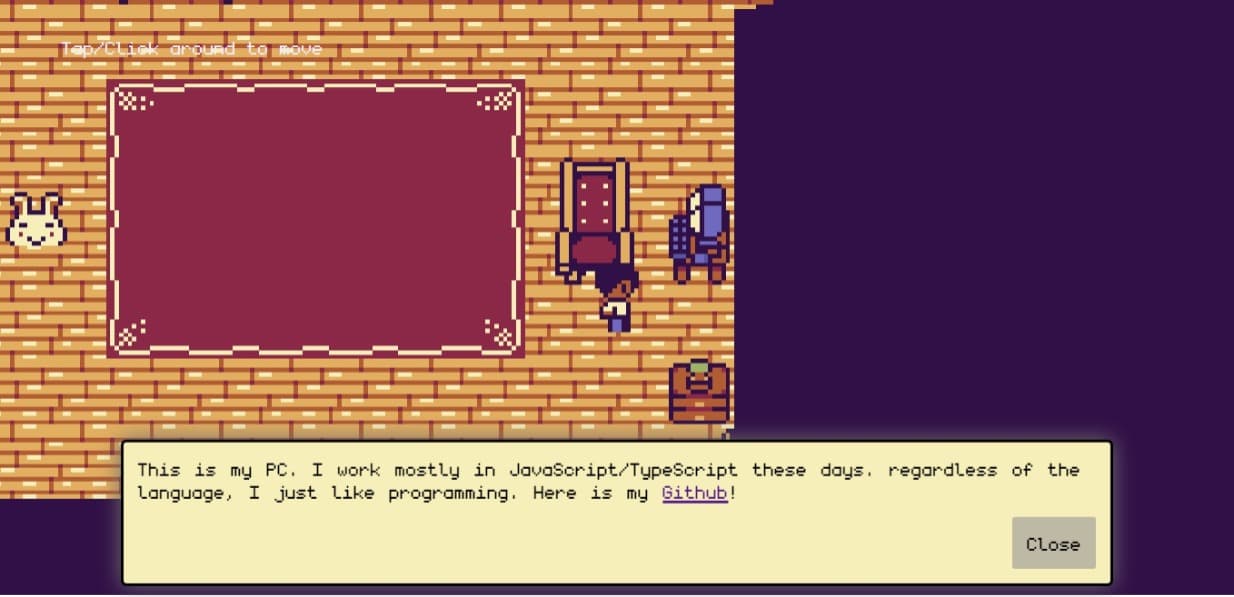 Tap/Click around to move
This is my PC. I work mostly in JavaScript/TypeScript these days. regardless of the
language, I just like programming. Here is my Github!
Close